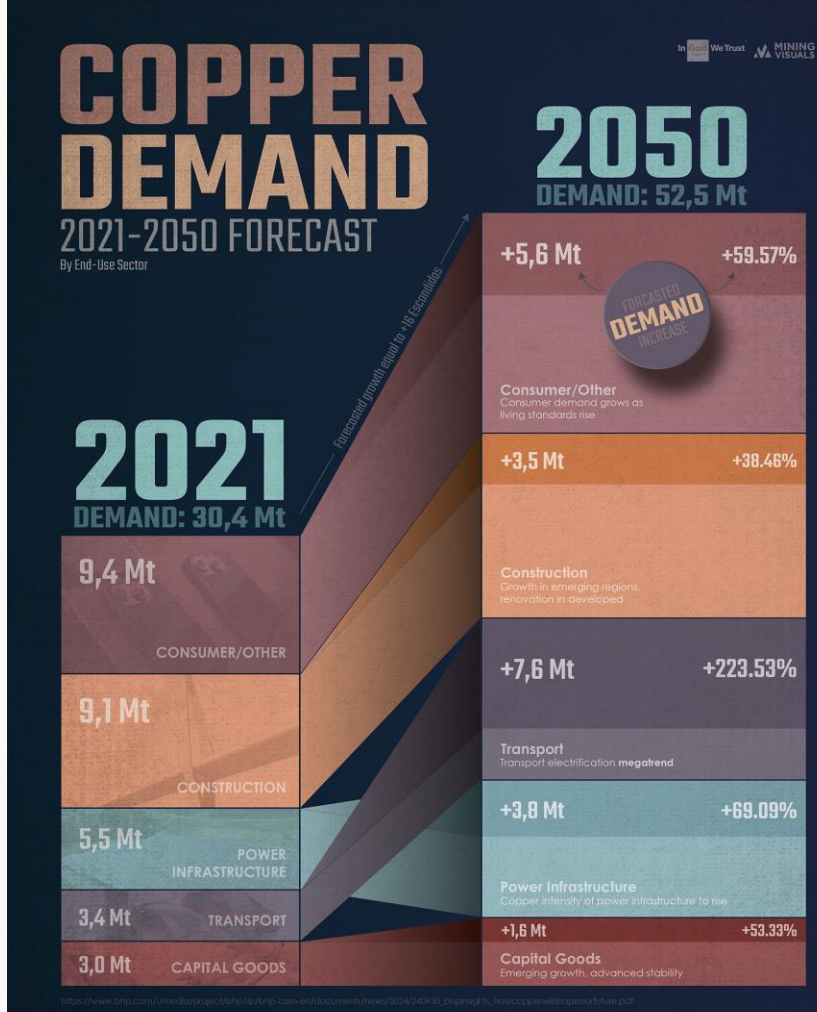 COPPER
DEMAND
2021-2050 FORECAST
By End-Use Sector
In Gold We Trust
MINING
VISUALS
2050
DEMAND: 52,5 Mt
Forecasted growth equal to +16 Escondidas
+5,6 Mt
+59.57%
FORCASTED
DEMAND
INCREASE
Consumer/Other
Consumer demand grows as
living standards rise
+3,5 Mt
+38.46%
Construction
Growth in emerging regions,
renovation in developed
+7,6 Mt
+223.53%
Transport
Transport electrification megatrend
+3,8 Mt
+69.09%
Power Infrastructure
Copper intensity of power infrastructure to rise
+1,6 Mt
+53.33%
Capital Goods
Emerging growth, advanced stability
2021
DEMAND: 30,4 Mt
9,4 Mt
CONSUMER/OTHER
9,1 Mt
CONSTRUCTION
5,5 Mt
POWER
INFRASTRUCTURE
3,4 Mt
TRANSPORT
3,0 Mt
CAPITAL GOODS